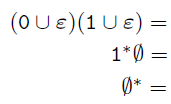 (0 ∪ ε)(1 ∪ ε) =
1*∅ =
∅* =